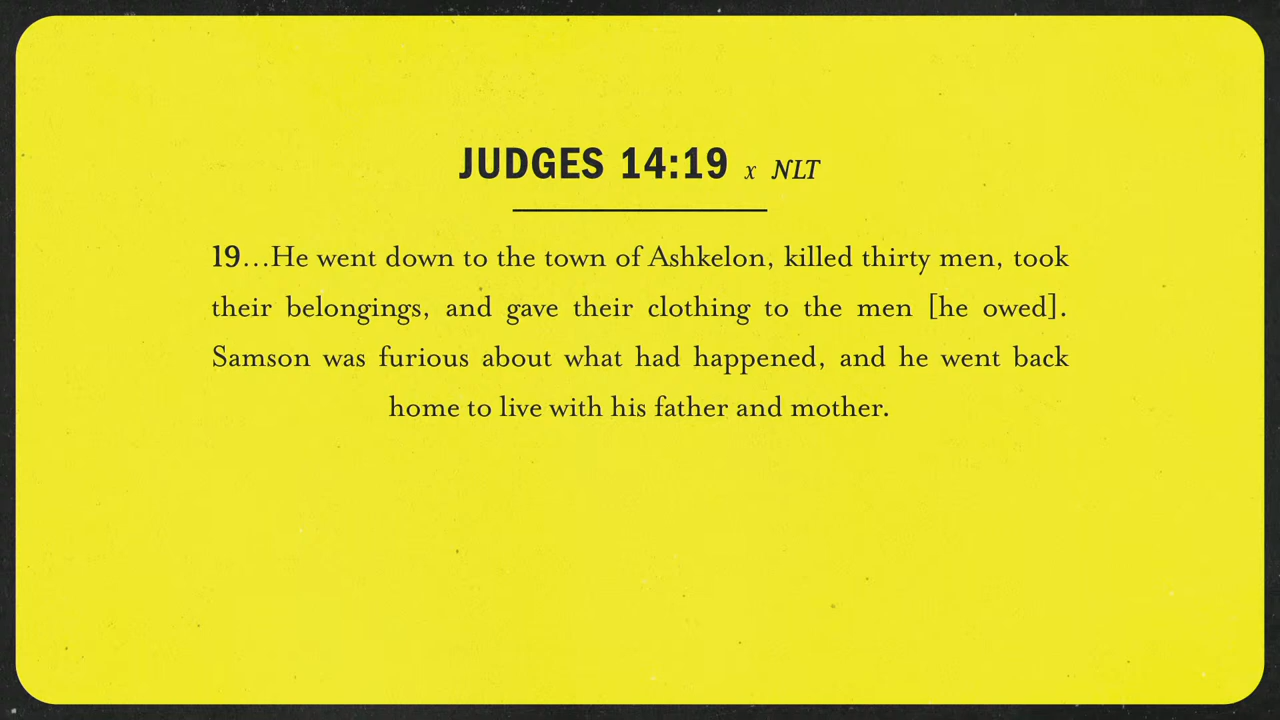 JUDGES 14:19 x NLT
19...He went down to the town of Ashkelon, killed thirty men, took
their belongings, and gave their clothing to the men [he owed].
Samson was furious about what had happened, and he went back
home to live with his father and mother.